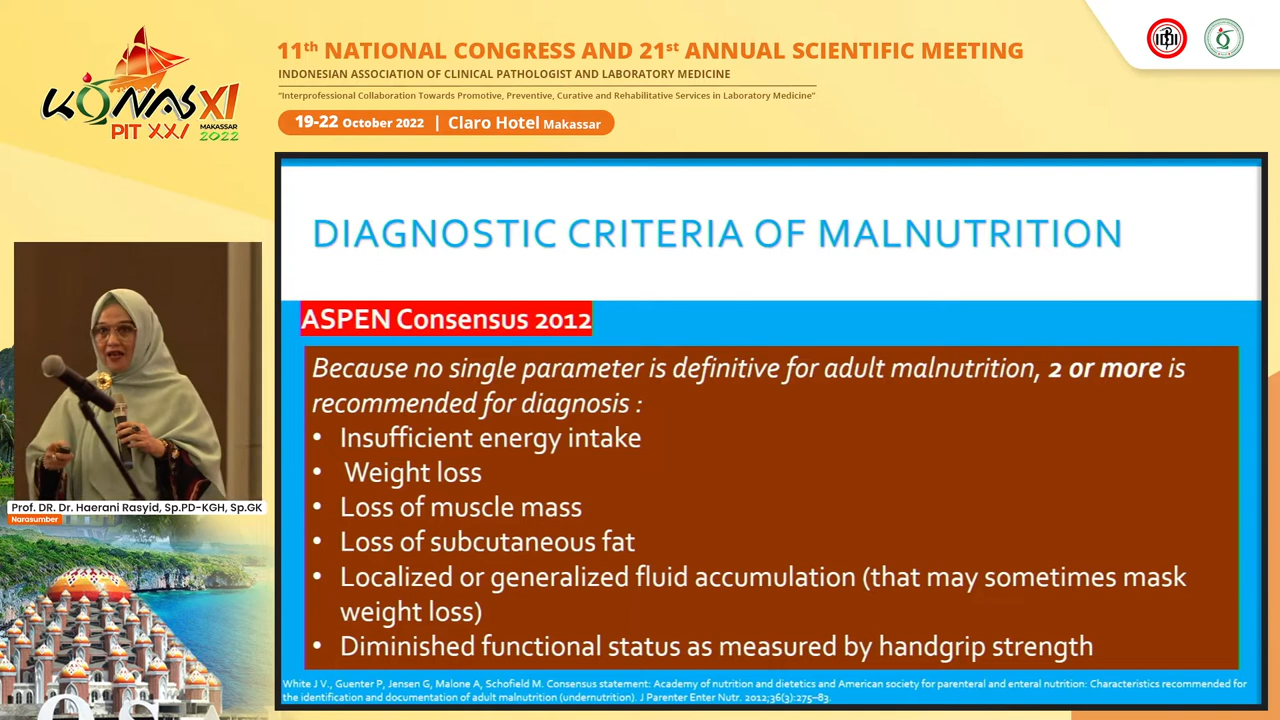 KONAS XI
PIT XXI
MAKASSAR
2022
11th NATIONAL CONGRESS AND 21st ANNUAL SCIENTIFIC MEETING
INDONESIAN ASSOCIATION OF CLINICAL PATHOLOGIST AND LABORATORY MEDICINE
"Interprofessional Collaboration Towards Promotive, Preventive, Curative and Rehabilitative Services in Laboratory Medicine"
19-22 October 2022 | Claro Hotel Makassar
DIAGNOSTIC CRITERIA OF MALNUTRITION
ASPEN Consensus 2012
Because no single parameter is definitive for adult malnutrition, 2 or more is
recommended for diagnosis :
• Insufficient energy intake
• Weight loss
• Loss of muscle mass
• Loss of subcutaneous fat
• Localized or generalized fluid accumulation (that may sometimes mask
weight loss)
• Diminished functional status as measured by handgrip strength
White J V., Guenter P, Jensen G, Malone A, Schofield M. Consensus statement: Academy of nutrition and dietetics and American society for parenteral and enteral nutrition: Characteristics recommended for
the identification and documentation of adult malnutrition (undernutrition). J Parenter Enter Nutr. 2012;36(3):275–83.
Prof. DR. Dr. Haerani Rasyid, Sp.PD-KGH, Sp.GK
Narasumber